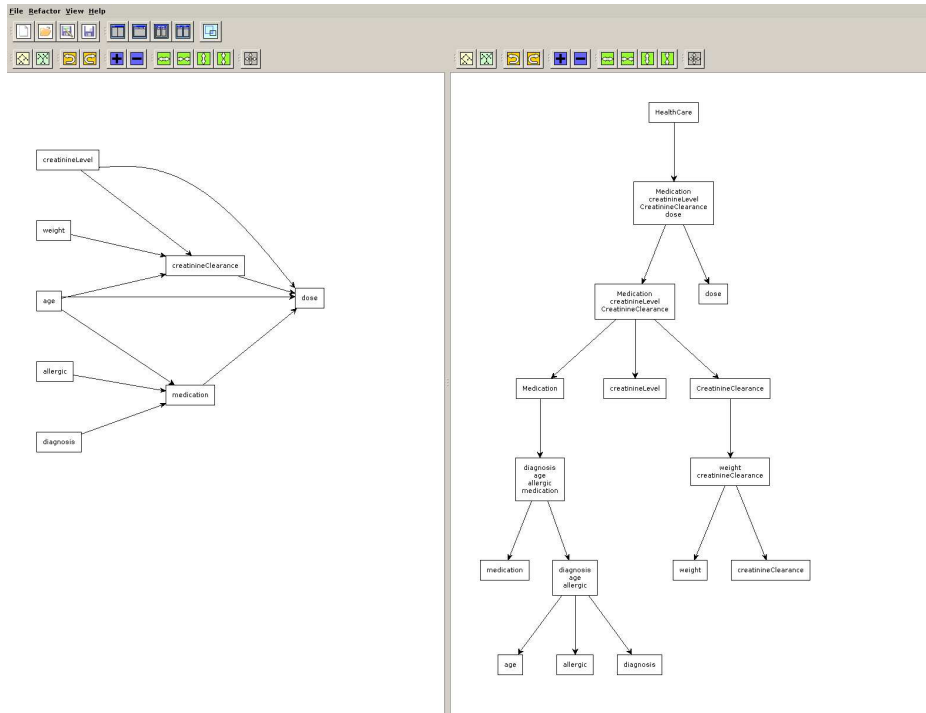 File Refactor View Help
creatinineLevel
weight
creatinineClearance
age
dose
allergic
medication
diagnosis
HealthCare
Medication
creatinineLevel
CreatinineClearance
dose
Medication
creatinineLevel
CreatinineClearance
dose
Medication
creatinineLevel
CreatinineClearance
diagnosis
age
allergic
medication
weight
creatinineClearance
medication
diagnosis
age
allergic
weight
creatinineClearance
age
allergic
diagnosis